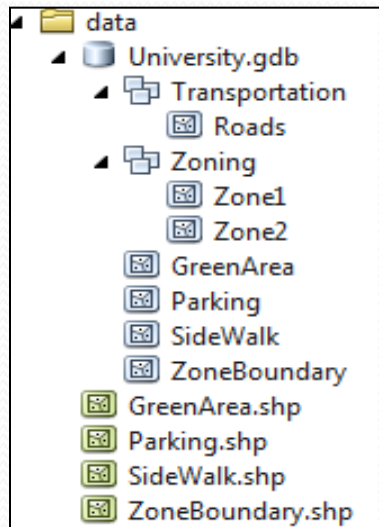 data
University.gdb
Transportation
Roads
Zoning
Zone1
Zone2
GreenArea
Parking
SideWalk
ZoneBoundary
GreenArea.shp
Parking.shp
SideWalk.shp
ZoneBoundary.shp